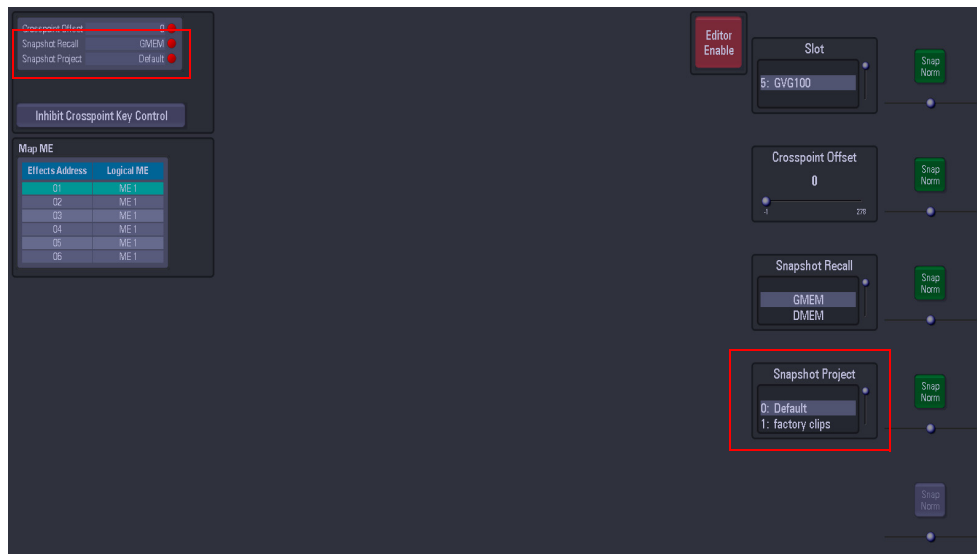 Crosspoint Offset 0
Snapshot Recall GMEM
Snapshot Project Default
Inhibit Crosspoint Key Control
Map ME
Effects Address Logical ME
01 ME 1
02 ME 1
03 ME 1
04 ME 1
05 ME 1
06 ME 1
Editor
Enable
Slot
5: GVG100
Snap
Norm
Crosspoint Offset
0
-1 278
Snap
Norm
Snapshot Recall
GMEM
DMEM
Snap
Norm
Snapshot Project
0: Default
1: factory clips
Snap
Norm
Snap
Norm